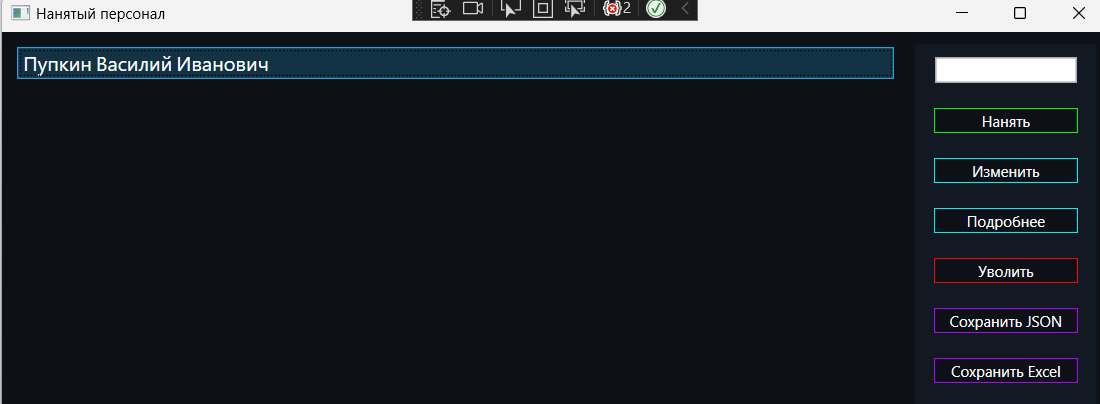 Нанятый персонал
2
Пупкин Василий Иванович
Нанять
Изменить
Подробнее
Уволить
Сохранить JSON
Сохранить Excel